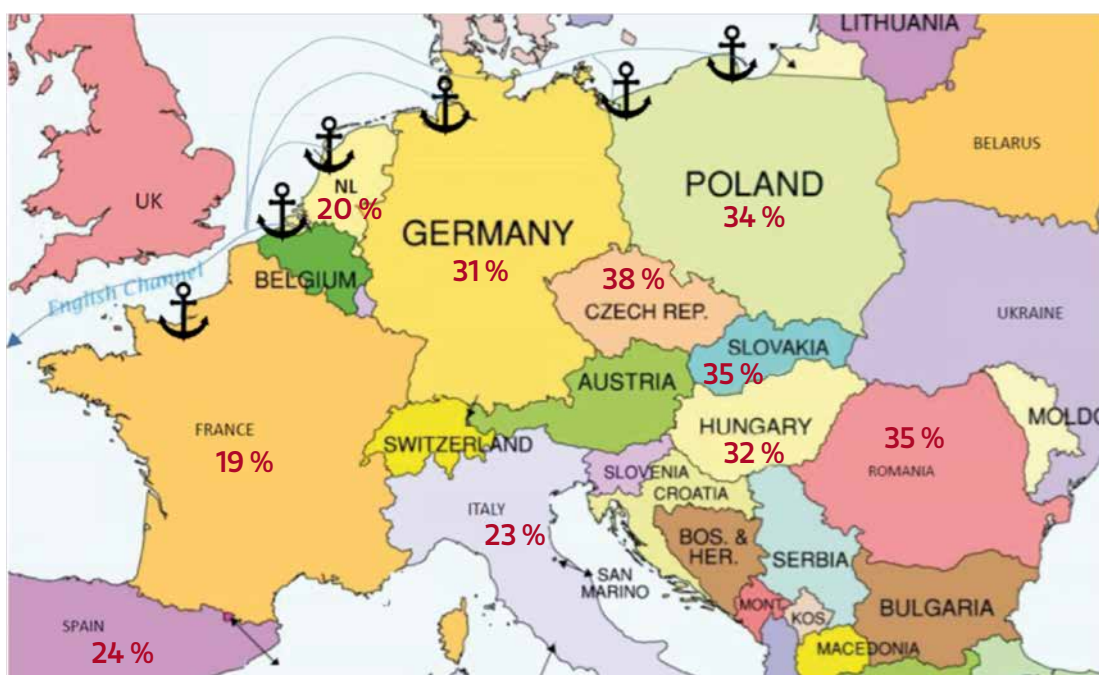 LITHUANIA
BELARUS
UK
NL
20 %
POLAND
34 %
GERMANY
31 %
BELGIUM
English Channel
38 %
CZECH REP.
UKRAINE
SLOVAKIA
35 %
AUSTRIA
FRANCE
19 %
SWITZERLAND
HUNGARY
32 %
35 %
ROMANIA
MOLDO
SLOVENIA
CROATIA
ITALY
23 %
BOS. &
HER.
SERBIA
SAN
MARINO
MONT.
KOS.
BULGARIA
SPAIN
24 %
MACEDONIA